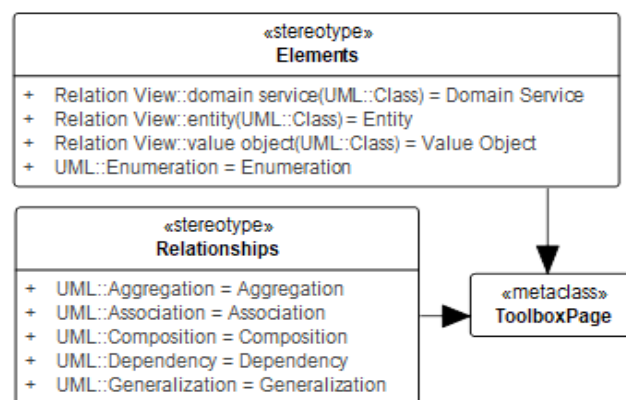 «stereotype»
Elements
+ Relation View::domain service(UML::Class) = Domain Service
+ Relation View::entity(UML::Class) = Entity
+ Relation View::value object(UML::Class) = Value Object
+ UML::Enumeration = Enumeration
«stereotype»
Relationships
+ UML::Aggregation = Aggregation
+ UML::Association = Association
+ UML::Composition = Composition
+ UML::Dependency = Dependency
+ UML::Generalization = Generalization
«metaclass»
ToolboxPage